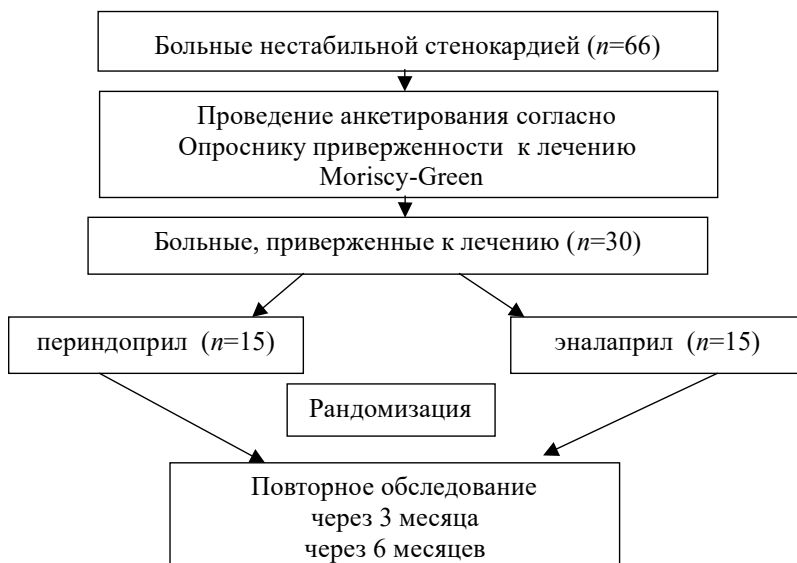 Больные нестабильной стенокардией (n=66)
Проведение анкетирования согласно
Опроснику приверженности к лечению
Moriscy-Green
Больные, приверженные к лечению (n=30)
периндоприл (n=15)
эналаприл (n=15)
Рандомизация
Повторное обследование
через 3 месяца
через 6 месяцев